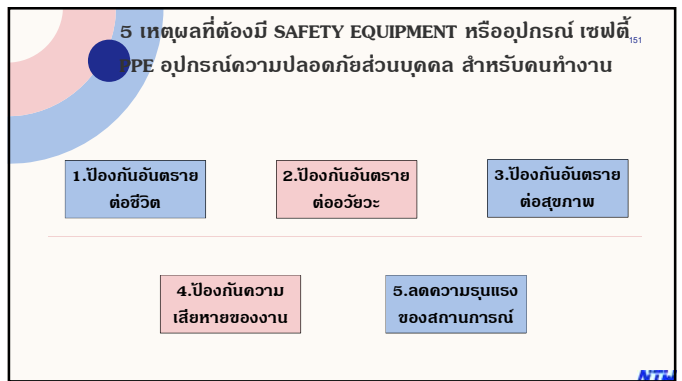 5 เหตุผลที่ต้องมี SAFETY EQUIPMENT หรืออุปกรณ์ เซฟตี้
151
PPE อุปกรณ์ความปลอดภัยส่วนบุคคล สำหรับคนทำงาน
1.ป้องกันอันตราย
ต่อชีวิต
2.ป้องกันอันตราย
ต่ออวัยวะ
3.ป้องกันอันตราย
ต่อสุขภาพ
4.ป้องกันความ
เสียหายของงาน
5.ลดความรุนแรง
ของสถานการณ์
NTW